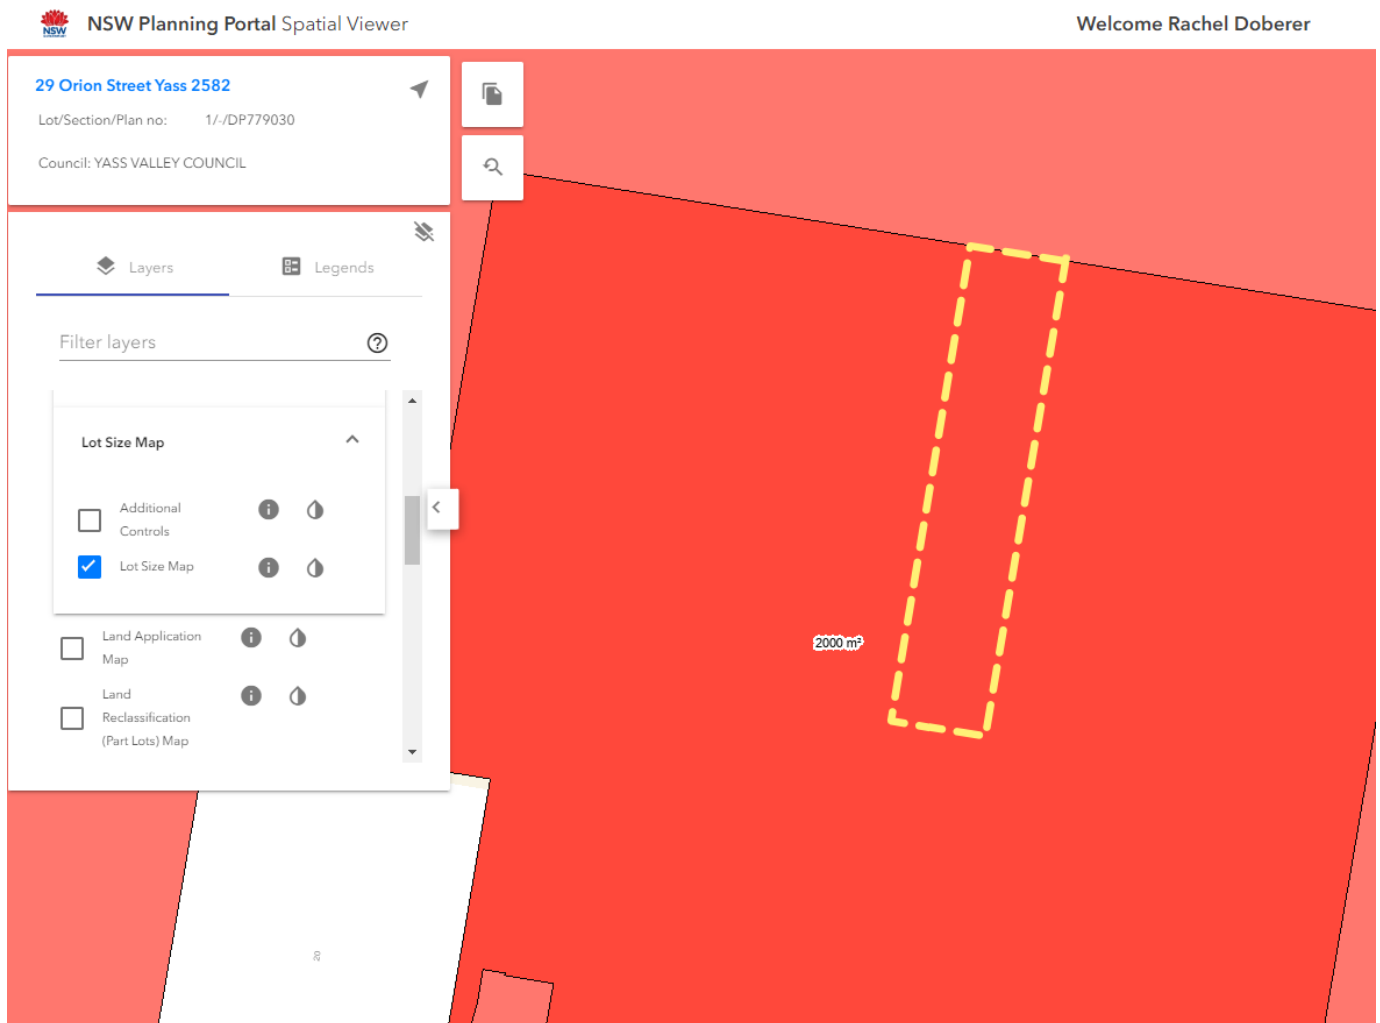 NSW
NSW Planning Portal Spatial Viewer
Welcome Rachel Doberer
29 Orion Street Yass 2582
Lot/Section/Plan no: 1/-/DP779030
Council: YASS VALLEY COUNCIL
Layers
Legends
Filter layers
Lot Size Map
Additional
Controls
Lot Size Map
Land Application
Map
Land
Reclassification
(Part Lots) Map
2000 m²
20